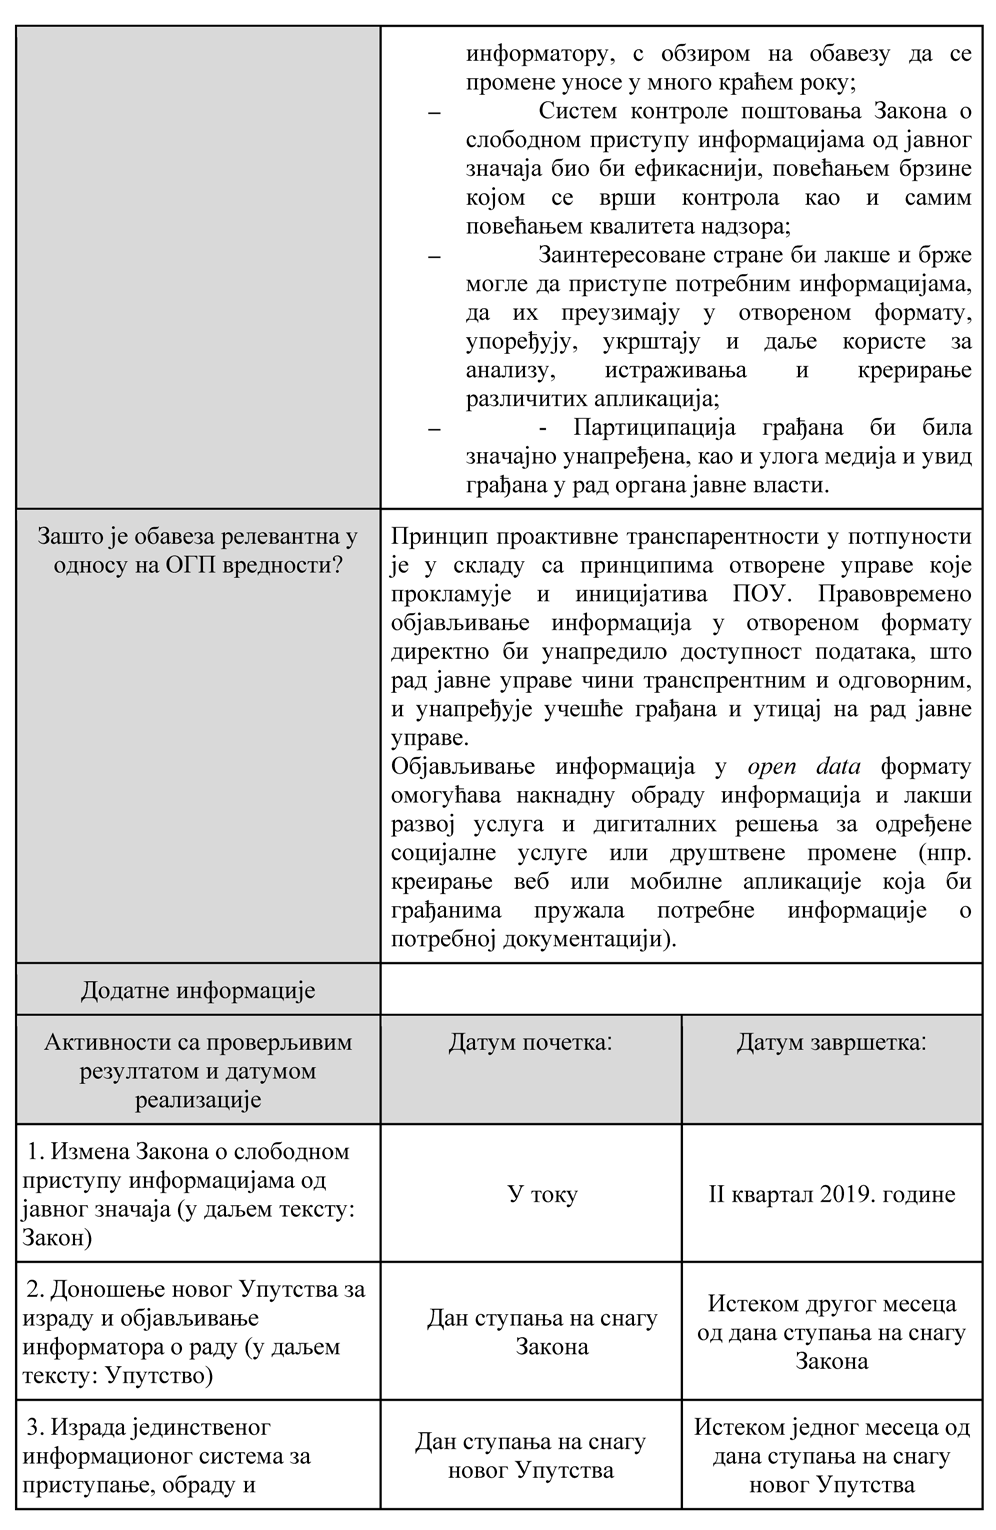 информатору, с обзиром на обавезу да се
промене уносе у много краћем року;
– Систем контроле поштовања Закона о
слободном приступу информацијама од јавног
значаја био би ефикаснији, повећањем брзине
којом се врши контрола као и самим
повећањем квалитета надзора;
– Заинтересоване стране би лакше и брже
могле да приступе потребним информацијама,
да их преузимају у отвореном формату,
упоређују, укрштају и даље користе за
анализу, истраживања и крерирање
различитих апликација;
– - Партиципација грађана би била
значајно унапређена, као и улога медија и увид
грађана у рад органа јавне власти.
Зашто је обавеза релевантна у
односу на ОГП вредности?
Принцип проактивне транспарентности у потпуности
је у складу са принципима отворене управе које
прокламује и иницијатива ПОУ. Правовремено
објављивање информација у отвореном формату
директно би унапредило доступност података, што
рад јавне управе чини транспрентним и одговорним,
и унапређује учешће грађана и утицај на рад јавне
управе.
Објављивање информација у open data формату
омогућава накнадну обраду информација и лакши
развој услуга и дигиталних решења за одређене
социјалне услуге или друштвене промене (нпр.
креирање веб или мобилне апликације која би
грађанима пружала потребне информације о
потребној документацији).
Додатне информације
Активности са проверљивим
резултатом и датумом
реализације
Датум почетка:
Датум завршетка:
1. Измена Закона о слободном
приступу информацијама од
јавног значаја (у даљем тексту:
Закон)
У току
II квартал 2019. године
2. Доношење новог Упутства за
израду и објављивање
информатора о раду (у даљем
тексту: Упутство)
Дан ступања на снагу
Закона
Истеком другог месеца
од дана ступања на снагу
Закона
3. Израда јединственог
информационог система за
приступање, обраду и
Дан ступања на снагу
новог Упутства
Истеком једног месеца од
дана ступања на снагу
новог Упутства